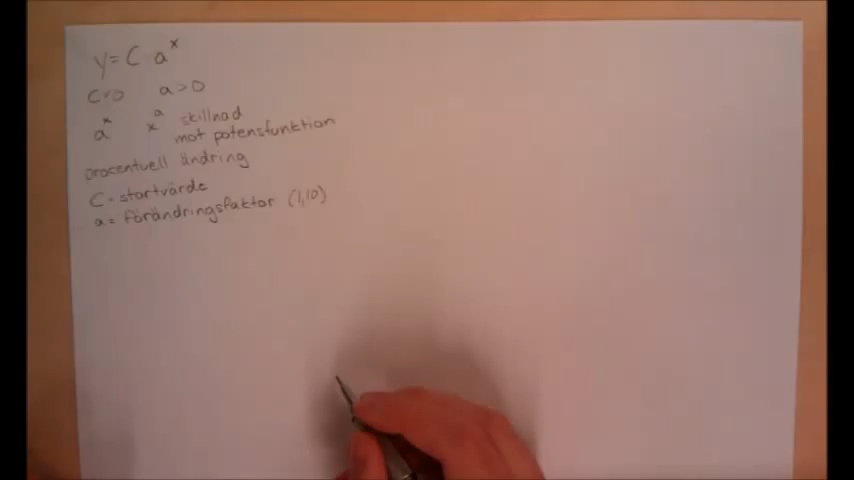 y = C a^x
C>0 a>0
a^x x^a skillnad
mot potensfunktion
procentuell ändring
C = startvärde
a = förändringsfaktor (1,10)